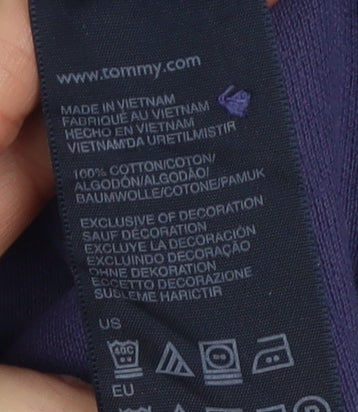 www.tommy.com
MADE IN VIETNAM
FABRIQUÉ AU VIETNAM
HECHO EN VIETNAM
VIETNAM'DA URETILMISTIR
100% COTTON/COTON/
ALGODÓN/ALGODÃO/
BAUMWOLLE/COTONE/PAMUK
EXCLUSIVE OF DECORATION
SAUF DÉCORATION
EXCLUYE LA DECORACIÓN
EXCLUINDO DECORAÇÃO
OHNE DEKORATION
ECCETTO DECORAZIONE
SUSLEME HARICTIR
US
40C
EU